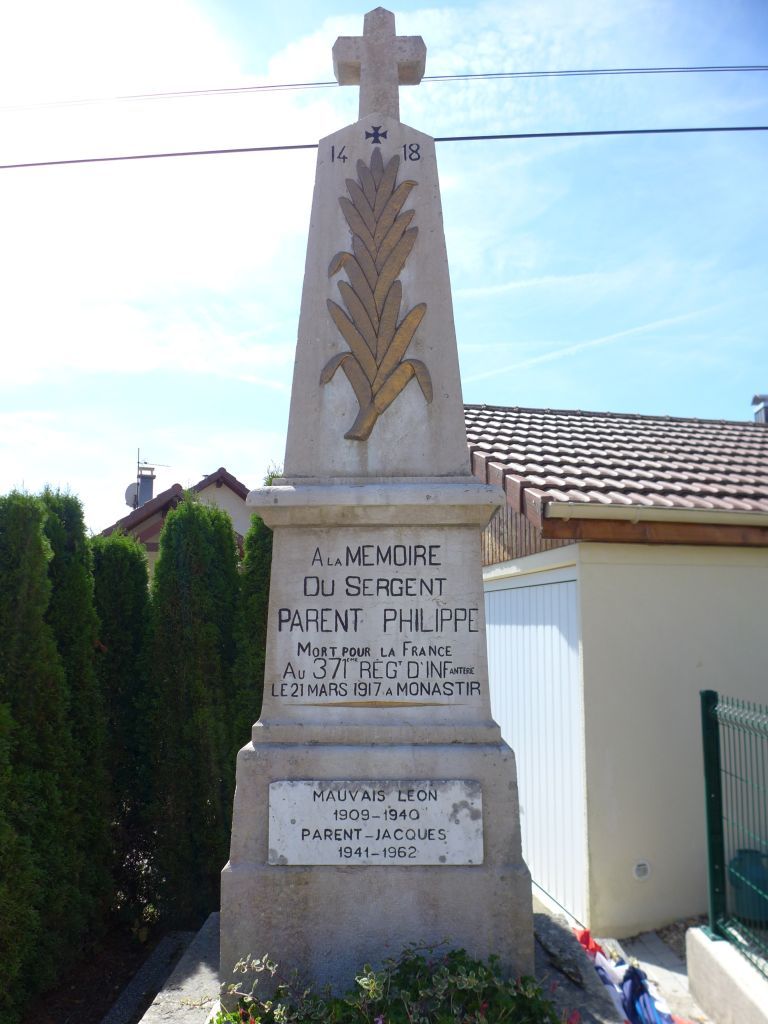 14 18
A LA MEMOIRE
DU SERGENT
PARENT PHILIPPE
MORT POUR LA FRANCE
AU 371EME REGT D'INFANTERIE
LE 21 MARS 1917 A MONASTIR
MAUVAIS LEON
1909-1940
PARENT-JACQUES
1941-1962